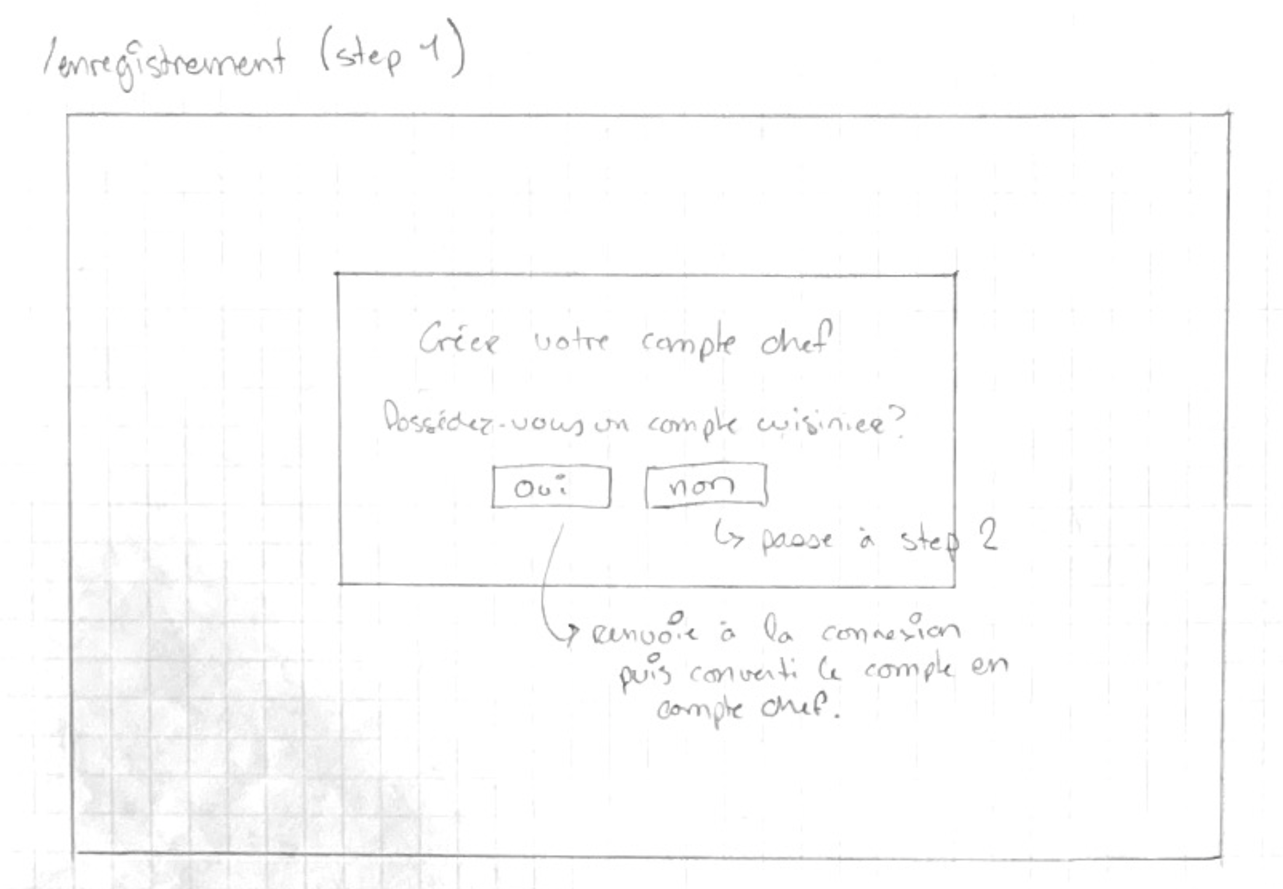 /enregistrement (step 1)
Créer votre compte chef
Possédez-vous un compte cuisinier?
oui
non
↳ passe à step 2
renvoie à la connexion
puis converti le compte en
compte chef.